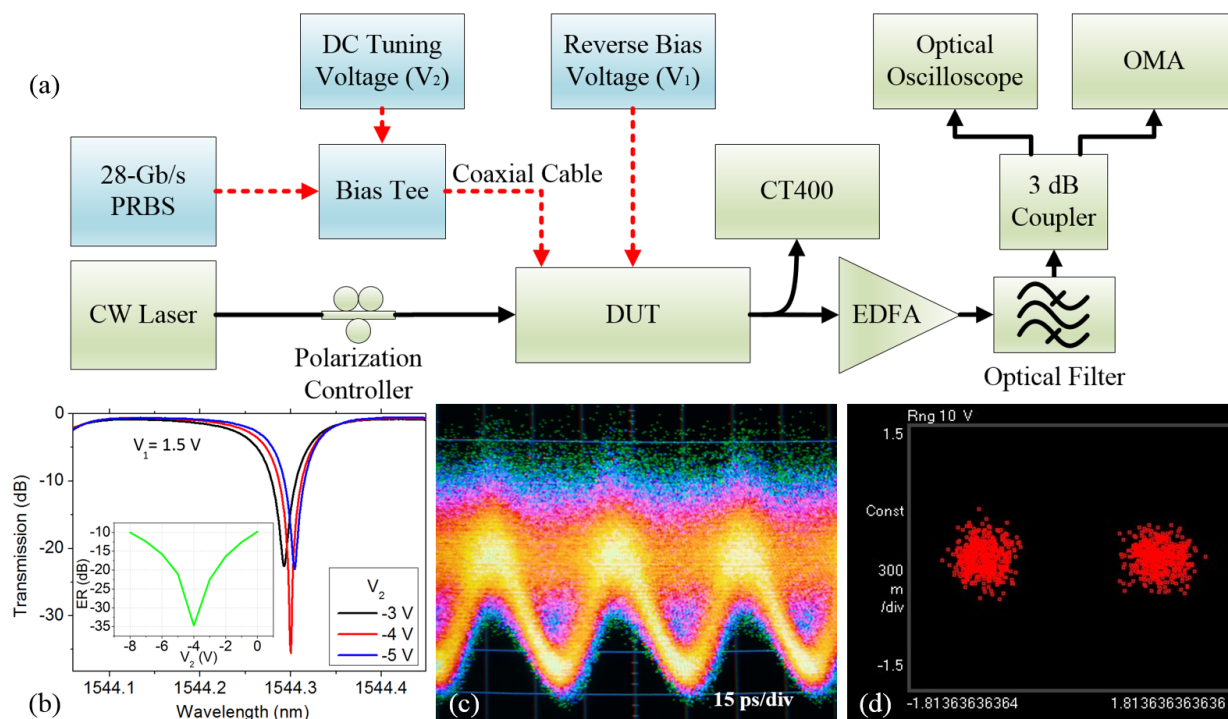 (a)
DC Tuning
Voltage (V2)
Reverse Bias
Voltage (V1)
Optical
Oscilloscope
OMA
28-Gb/s
PRBS
Bias Tee
Coaxial Cable
CT400
3 dB
Coupler
CW Laser
Polarization
Controller
DUT
EDFA
Optical Filter
(b)
Transmission (dB)
0
-10
-20
-30
V1= 1.5 V
ER (dB)
-10
-15
-20
-25
-30
-35
-8 -6 -4 -2 0
V2 (V)
V2
-3 V
-4 V
-5 V
1544.1 1544.2 1544.3 1544.4
Wavelength (nm)
(c)
15 ps/div
(d)
Rng 10 V
1.5
Const
300
m
/div
-1.5
-1.81363636364 1.8136363636